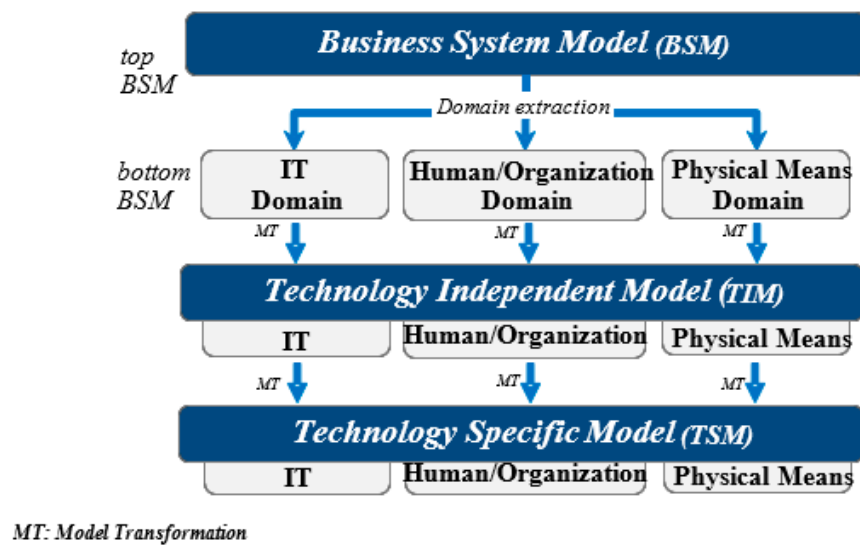 Business System Model (BSM)
top
BSM
Domain extraction
bottom
BSM
IT
Domain
Human/Organization
Domain
Physical Means
Domain
MT
MT
MT
Technology Independent Model (TIM)
IT
Human/Organization
Physical Means
MT
MT
MT
Technology Specific Model (TSM)
IT
Human/Organization
Physical Means
MT: Model Transformation